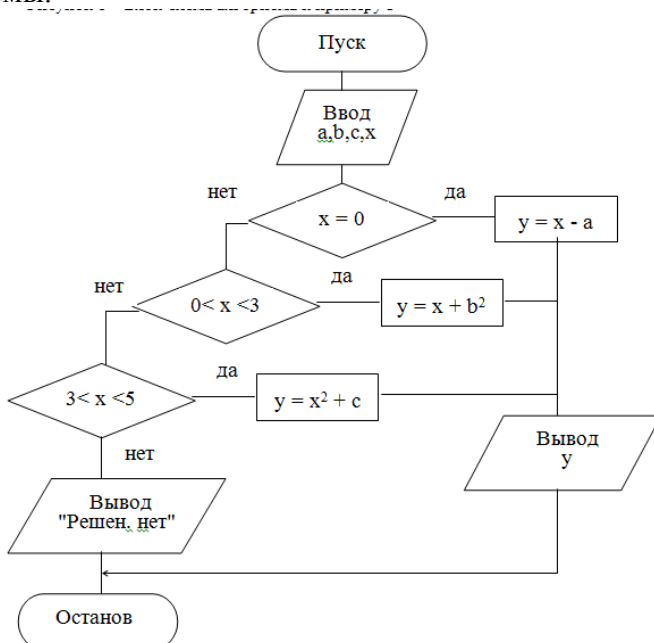 мы.
Пуск
Ввод
a,b,c,x
нет
да
x = 0
y = x - a
нет
да
0< x <3
y = x + b²
да
3< x <5
y = x² + c
нет
Вывод
y
Вывод
"Решен. нет"
Останов